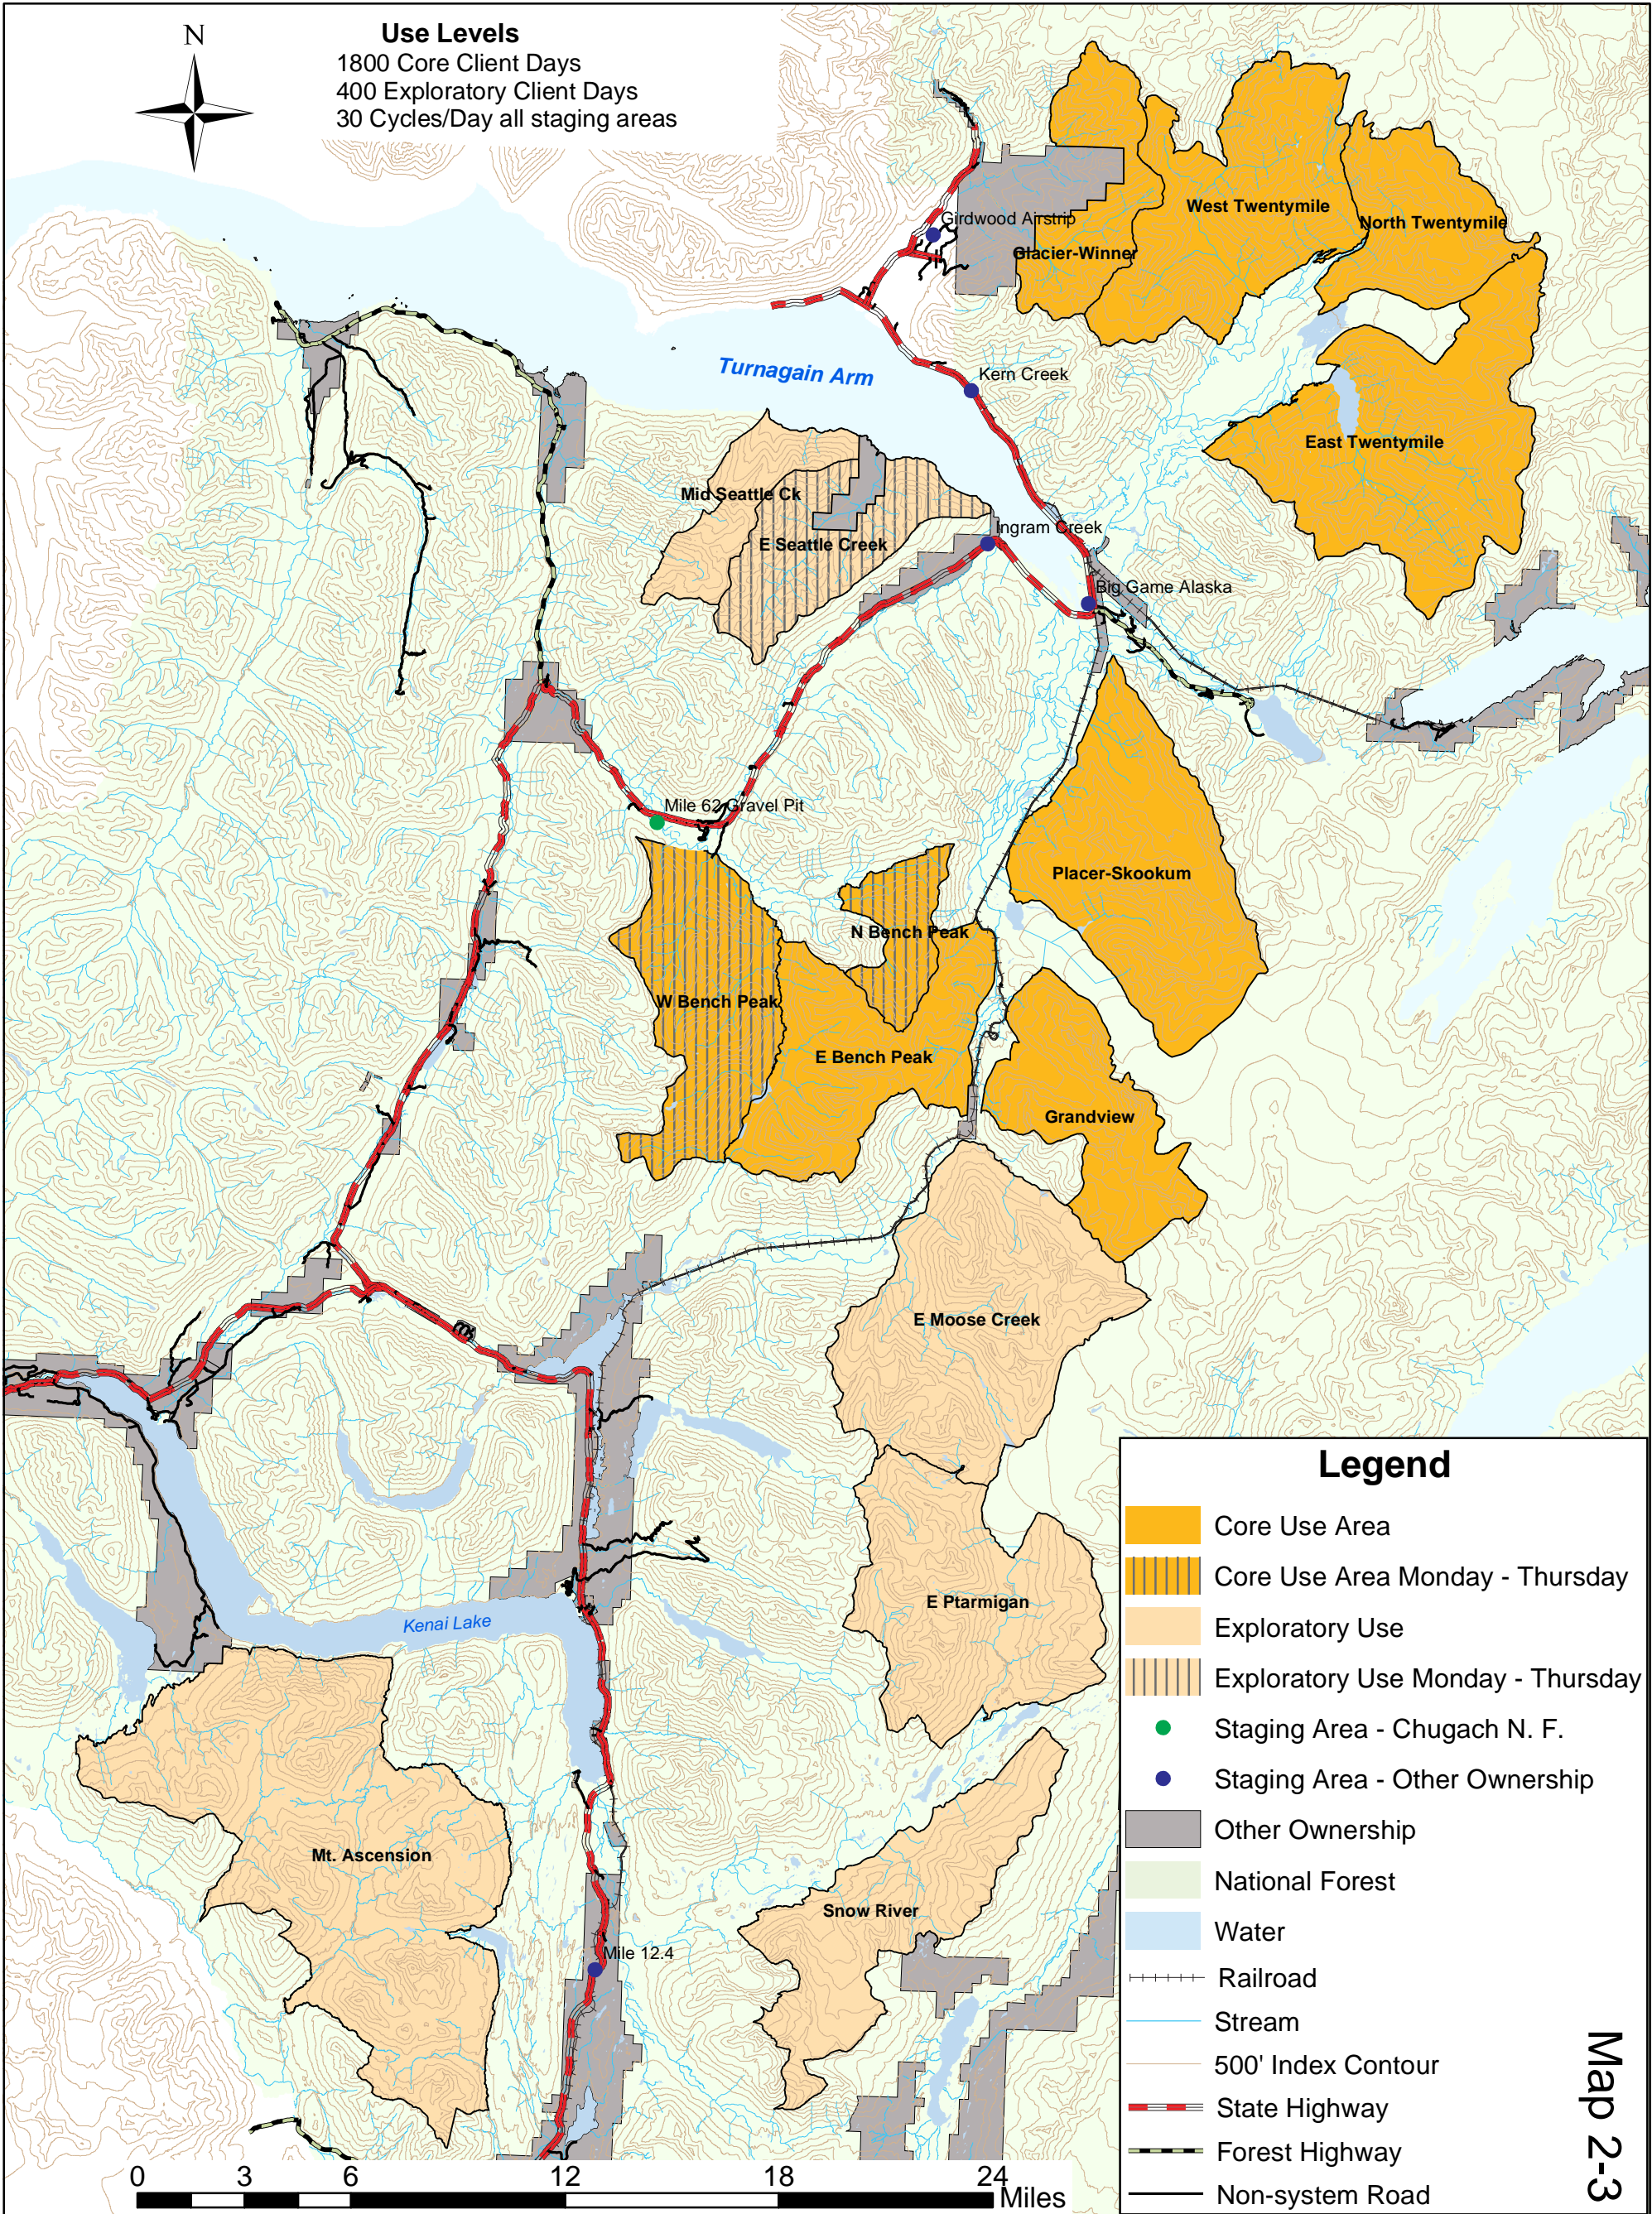 N
Use Levels
1800 Core Client Days
400 Exploratory Client Days
30 Cycles/Day all staging areas
Girdwood Airstrip
Glacier-Winner
West Twentymile
North Twentymile
Turnagain Arm
Kern Creek
East Twentymile
Mid Seattle Ck
E Seattle Creek
Ingram Creek
Big Game Alaska
Mile 62 Gravel Pit
Placer-Skookum
N Bench Peak
W Bench Peak
E Bench Peak
Grandview
E Moose Creek
E Ptarmigan
Kenai Lake
Mt. Ascension
Snow River
Mile 12.4
Legend
Core Use Area
Core Use Area Monday - Thursday
Exploratory Use
Exploratory Use Monday - Thursday
Staging Area - Chugach N. F.
Staging Area - Other Ownership
Other Ownership
National Forest
Water
Railroad
Stream
500' Index Contour
State Highway
Forest Highway
Non-system Road
Map 2-3
0 3 6 12 18 24
Miles